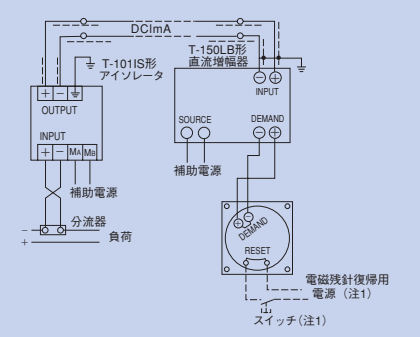 DCImA
T-101IS形
アイソレータ
T-150LB形
直流増幅器
+ − ⏚
OUTPUT
INPUT
+ − MA MB
補助電源
分流器
−
+
負荷
− +
INPUT
SOURCE DEMAND
− +
補助電源
+ −
DEMAND
RESET
電磁残針復帰用
電源(注1)
スイッチ(注1)